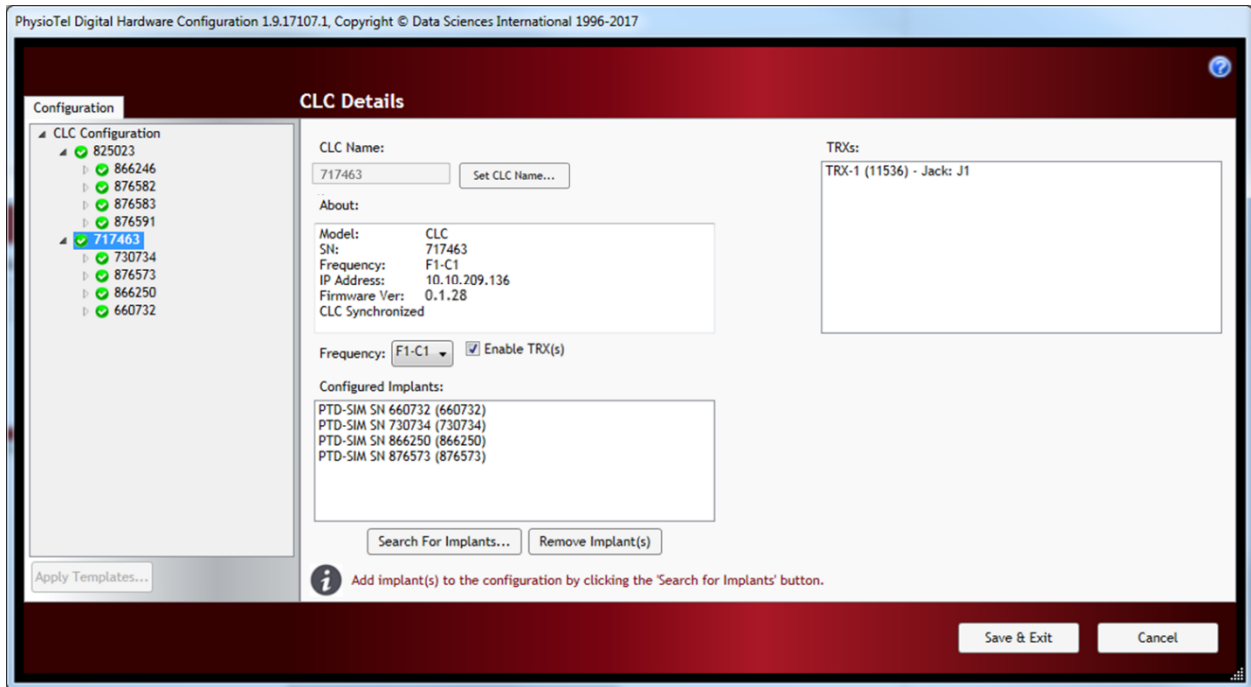 PhysioTel Digital Hardware Configuration 1.9.17107.1, Copyright © Data Sciences International 1996-2017
Configuration
CLC Configuration
825023
866246
876582
876583
876591
717463
730734
876573
866250
660732
Apply Templates...
CLC Details
CLC Name:
717463
Set CLC Name...
About:
Model: CLC
SN: 717463
Frequency: F1-C1
IP Address: 10.10.209.136
Firmware Ver: 0.1.28
CLC Synchronized
Frequency: F1-C1 Enable TRX(s)
Configured Implants:
PTD-SIM SN 660732 (660732)
PTD-SIM SN 730734 (730734)
PTD-SIM SN 866250 (866250)
PTD-SIM SN 876573 (876573)
Search For Implants... Remove Implant(s)
Add implant(s) to the configuration by clicking the 'Search for Implants' button.
TRXs:
TRX-1 (11536) - Jack: J1
Save & Exit Cancel